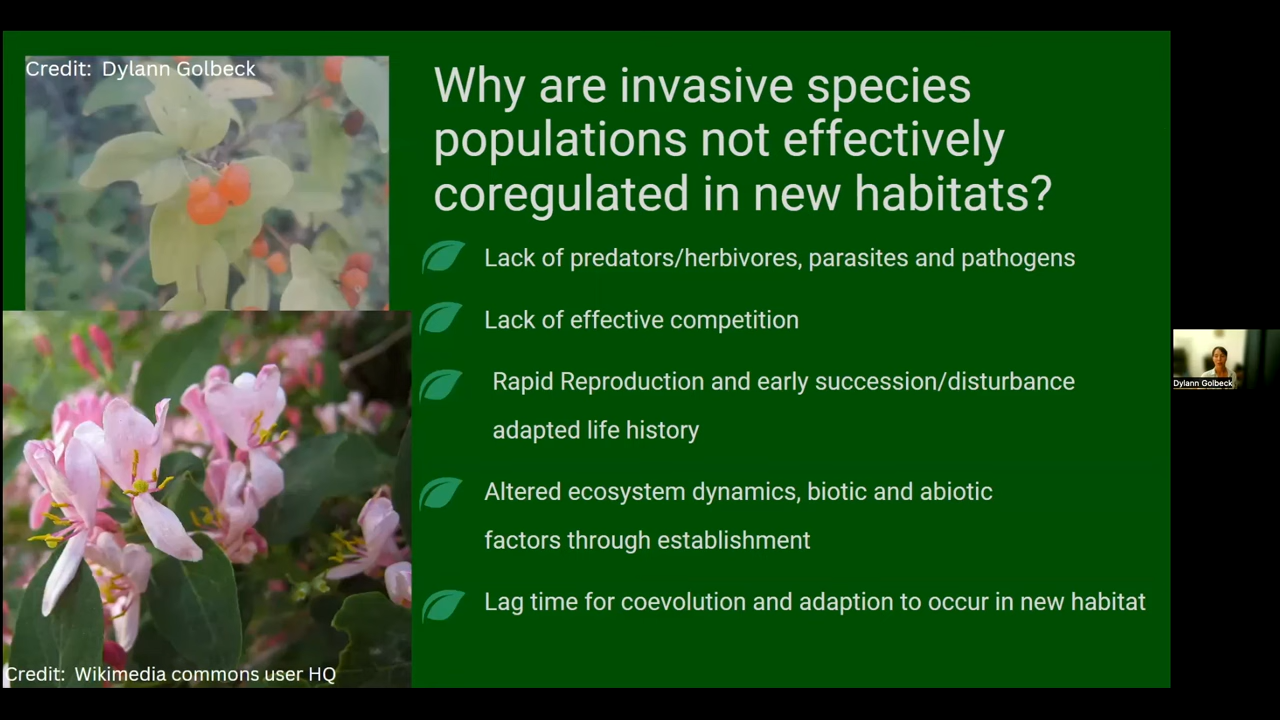 Credit: Dylann Golbeck
Why are invasive species
populations not effectively
coregulated in new habitats?
Lack of predators/herbivores, parasites and pathogens
Lack of effective competition
Rapid Reproduction and early succession/disturbance
adapted life history
Altered ecosystem dynamics, biotic and abiotic
factors through establishment
Lag time for coevolution and adaption to occur in new habitat
Credit: Wikimedia commons user HQ
Dylann Golbeck